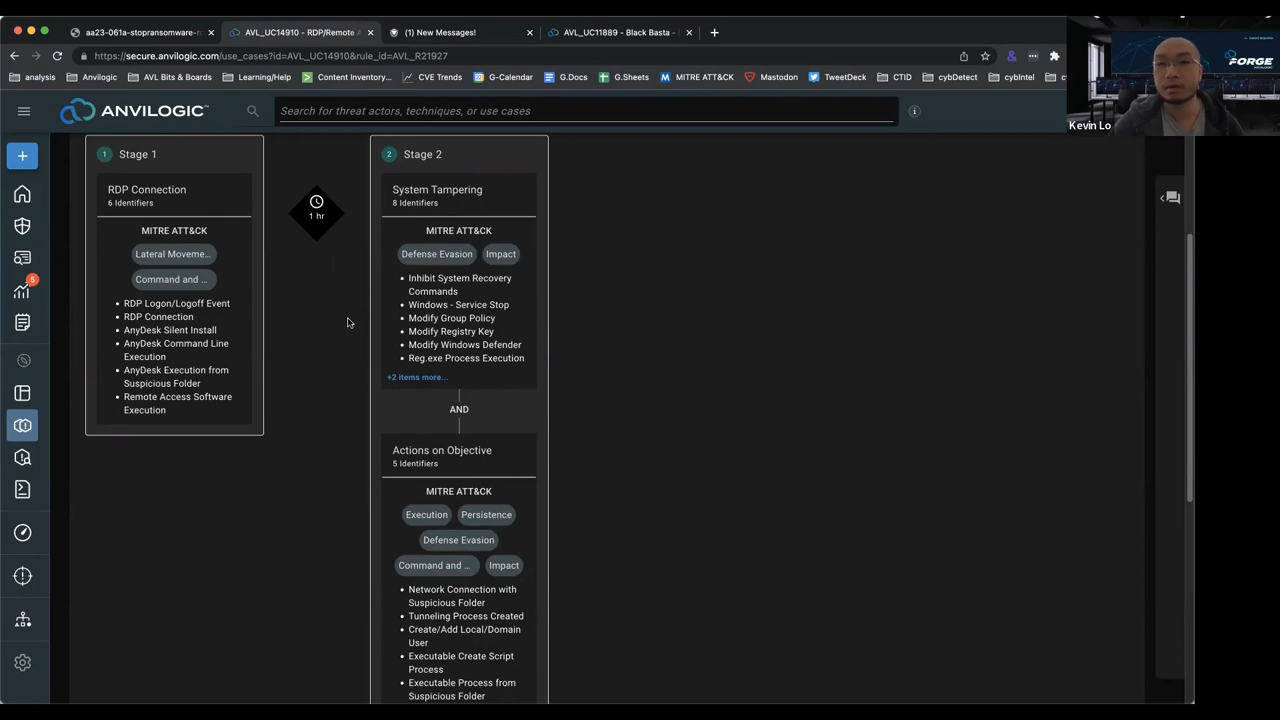 aa23-061a-stopransomware-r
AVL_UC14910 - RDP/Remote A
(1) New Messages!
AVL_UC11889 - Black Basta -
https://secure.anvilogic.com/use_cases?id=AVL_UC14910&rule_id=AVL_R21927
analysis
Anvilogic
AVL Bits & Boards
Learning/Help
Content Inventory...
CVE Trends
G-Calendar
G.Docs
G.Sheets
MITRE ATT&CK
Mastodon
TweetDeck
CTID
cybDetect
cybIntel
FORGE
Kevin Lo
ANVILOGIC
Search for threat actors, techniques, or use cases
5
1 Stage 1
RDP Connection
6 Identifiers
MITRE ATT&CK
Lateral Moveme...
Command and ...
• RDP Logon/Logoff Event
• RDP Connection
• AnyDesk Silent Install
• AnyDesk Command Line
Execution
• AnyDesk Execution from
Suspicious Folder
• Remote Access Software
Execution
1 hr
2 Stage 2
System Tampering
8 Identifiers
MITRE ATT&CK
Defense Evasion
Impact
• Inhibit System Recovery
Commands
• Windows - Service Stop
• Modify Group Policy
• Modify Registry Key
• Modify Windows Defender
• Reg.exe Process Execution
+2 items more...
AND
Actions on Objective
5 Identifiers
MITRE ATT&CK
Execution
Persistence
Defense Evasion
Command and ...
Impact
• Network Connection with
Suspicious Folder
• Tunneling Process Created
• Create/Add Local/Domain
User
• Executable Create Script
Process
• Executable Process from
Suspicious Folder